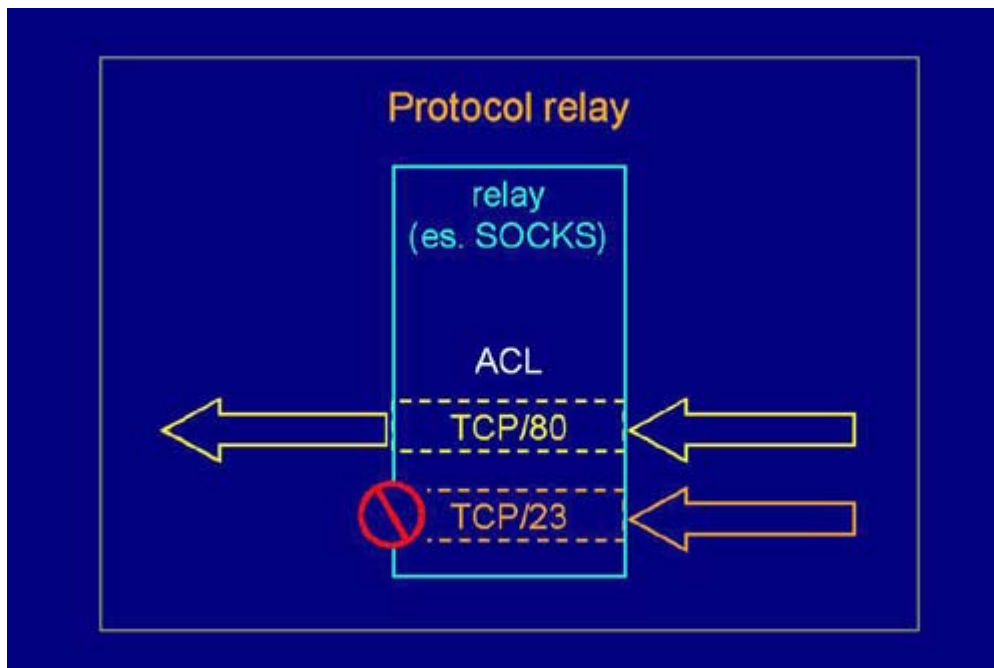 Protocol relay
relay
(es. SOCKS)
ACL
TCP/80
TCP/23